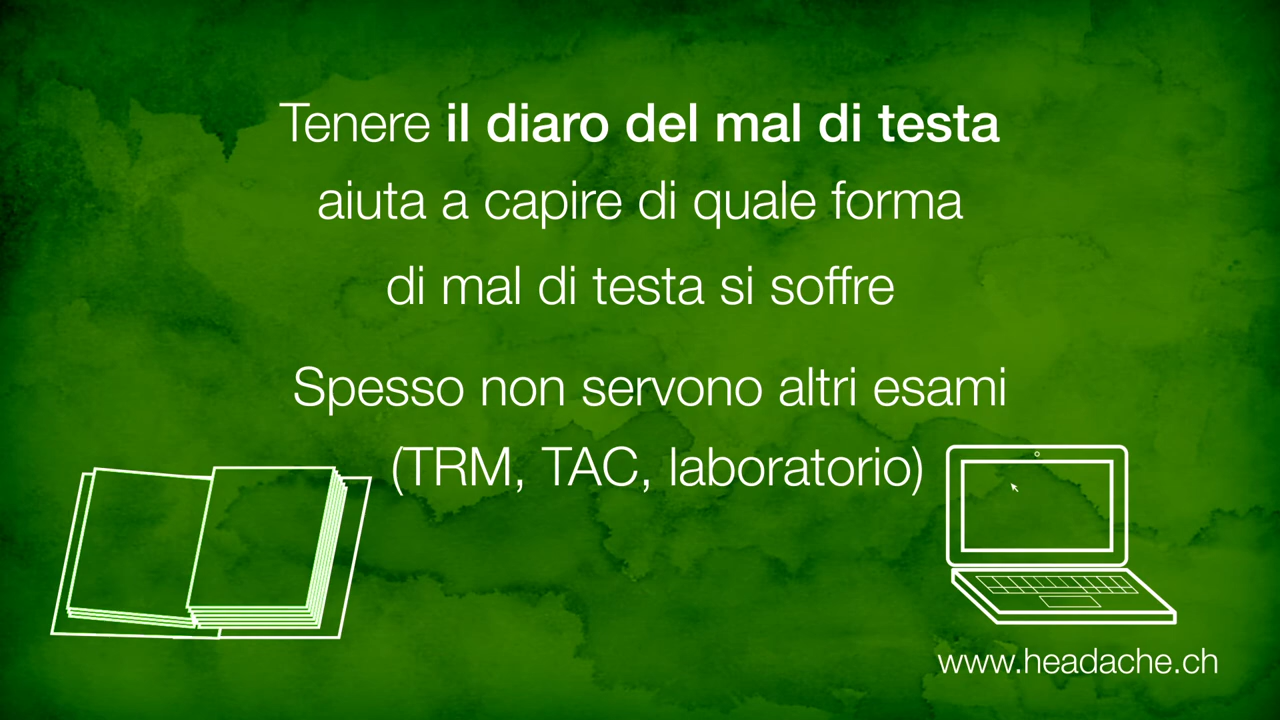 Tenere il diaro del mal di testa
aiuta a capire di quale forma
di mal di testa si soffre
Spesso non servono altri esami
(TRM, TAC, laboratorio)
www.headache.ch